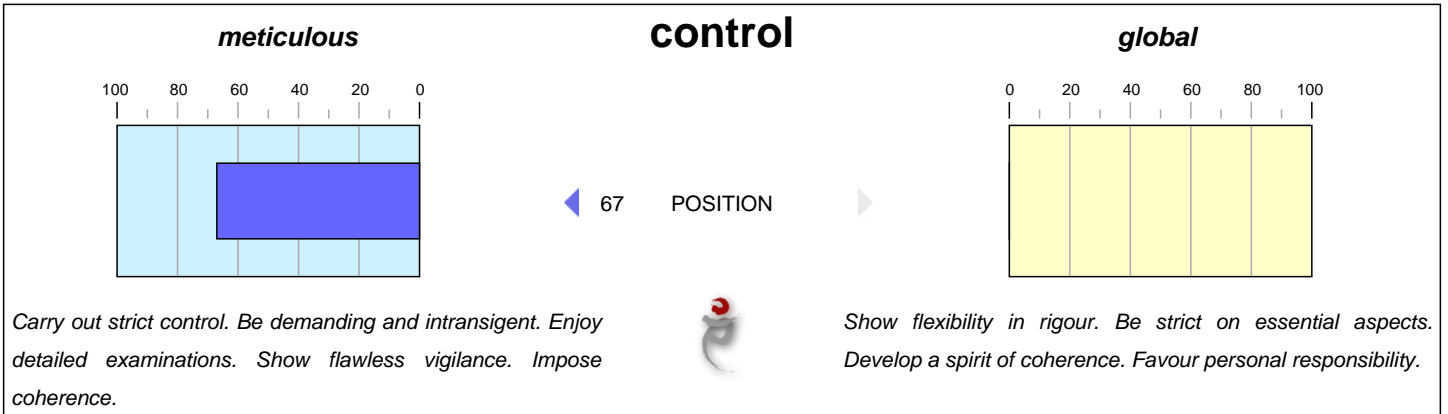 meticulous
control
global
100 80 60 40 20 0
0 20 40 60 80 100
67 POSITION
Carry out strict control. Be demanding and intransigent. Enjoy
detailed examinations. Show flawless vigilance. Impose
coherence.
Show flexibility in rigour. Be strict on essential aspects.
Develop a spirit of coherence. Favour personal responsibility.